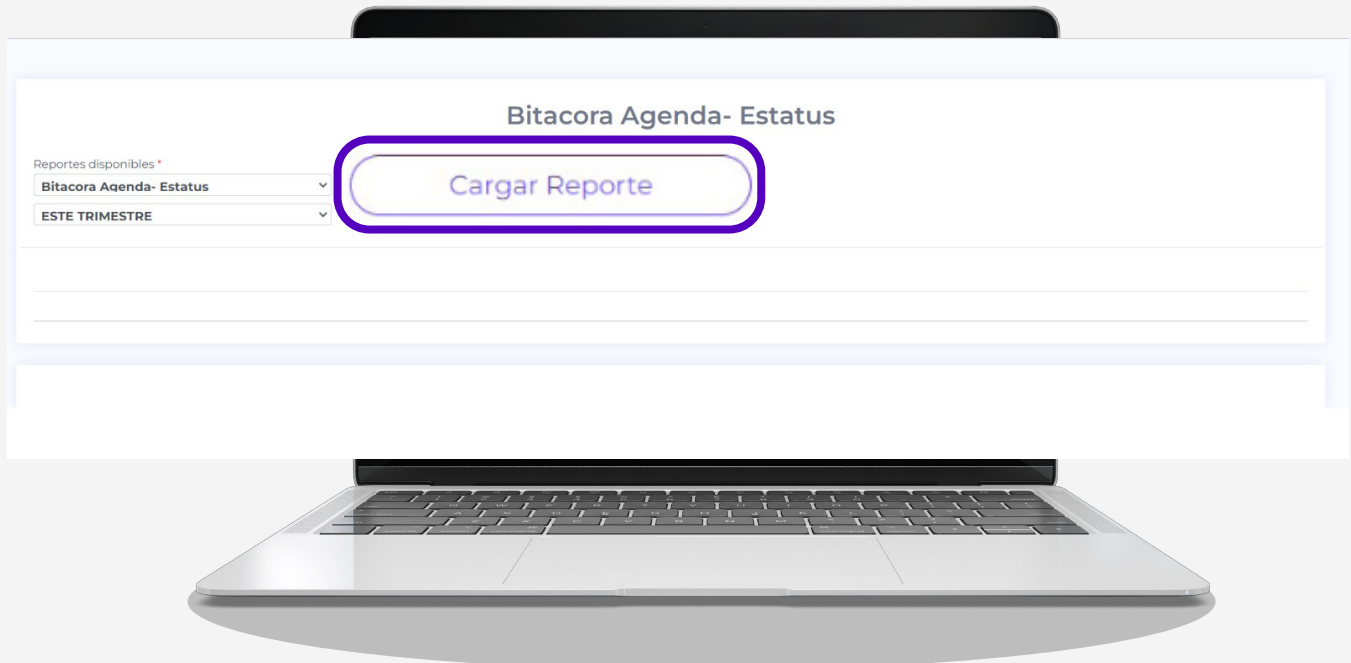 Bitacora Agenda- Estatus
Reportes disponibles *
Bitacora Agenda- Estatus
Cargar Reporte
ESTE TRIMESTRE